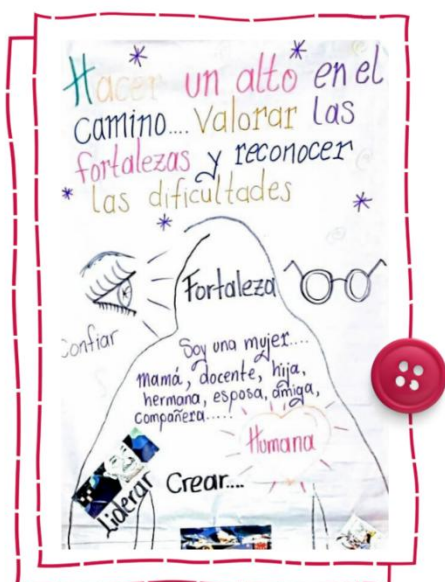 Hacer un alto en el
camino.... Valorar las
fortalezas y reconocer
las dificultades
Fortaleza
Confiar
Soy una mujer....
Mamá, docente, hija,
hermana, esposa, amiga,
compañera.....
Humana
Liderar
Crear....